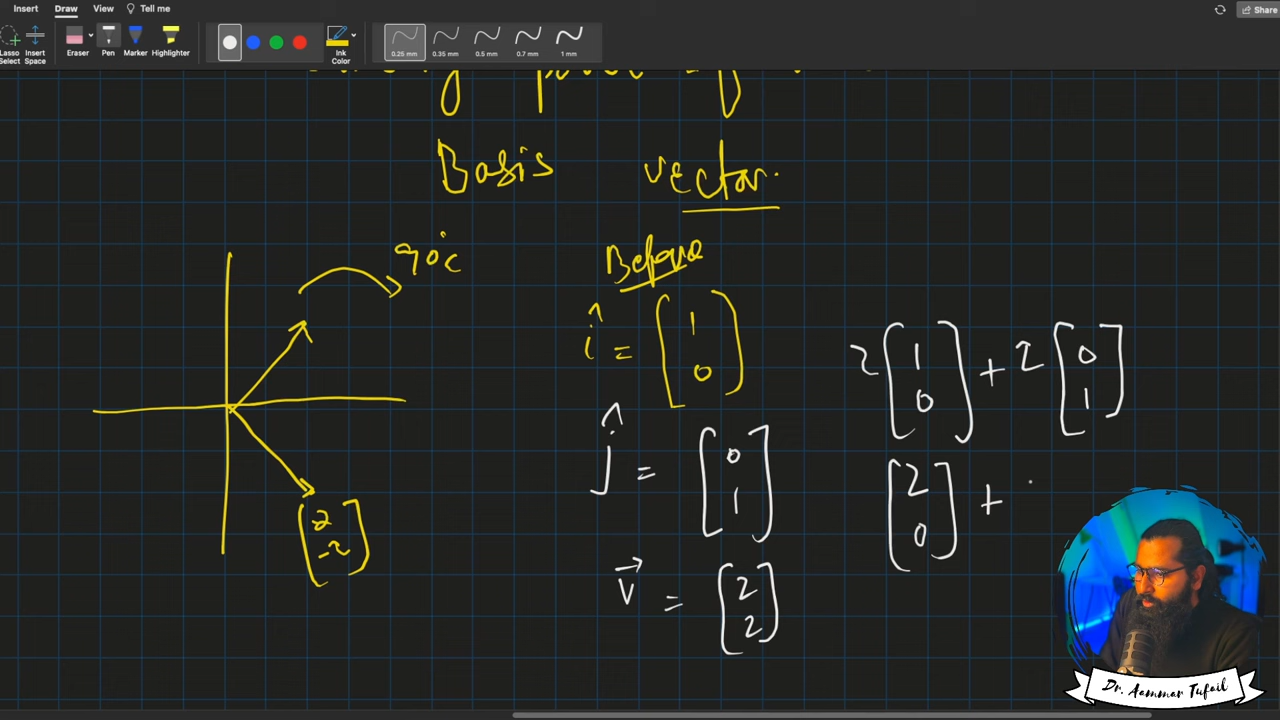 Insert Draw View Tell me
Share
Lasso Select
Insert Space
Eraser
Pen
Marker
Highlighter
Ink Color
0.25 mm
0.35 mm
0.5 mm
0.7 mm
1 mm
Basis vector.
90°c
Before
î = [1 0]
ĵ = [0 1]
v⃗ = [2 2]
[2 -2]
2 [1 0] + 2 [0 1]
[2 0] +
Dr. Aammar Tufail